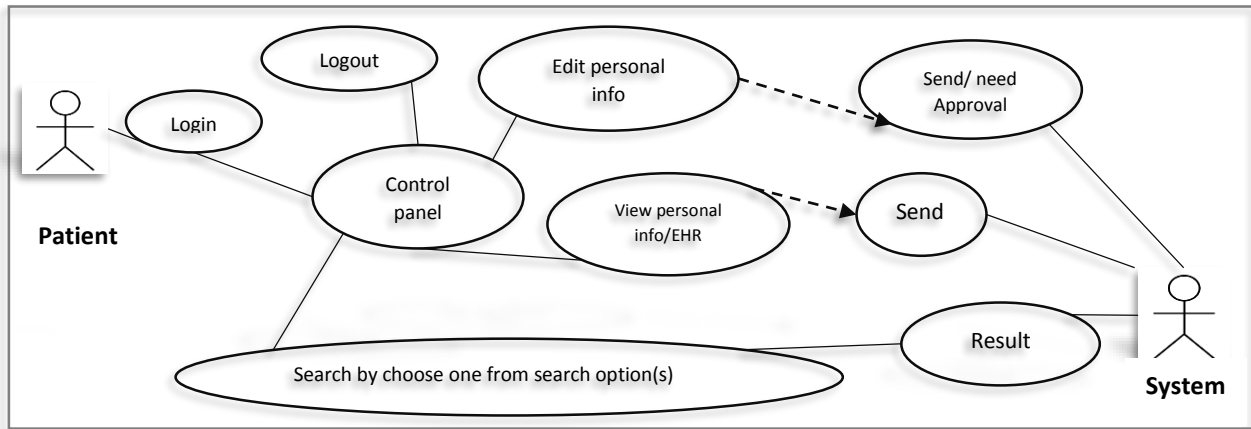 Logout
Edit personal
info
Send/ need
Approval
Login
Control
panel
View personal
info/EHR
Send
Patient
Search by choose one from search option(s)
Result
System